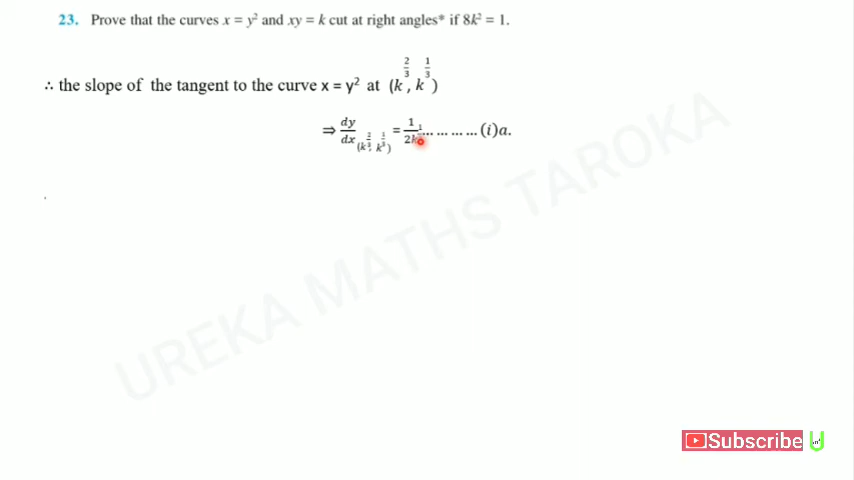 23. Prove that the curves x = y² and xy = k cut at right angles* if 8k² = 1.
∴ the slope of the tangent to the curve x = y² at (k^(2/3), k^(1/3))
⇒ dy/dx (k^(2/3), k^(1/3)) = 1/2k^(1/3) ... ... ... ... (i)a.
UREKA MATHS TAROKA
Subscribe